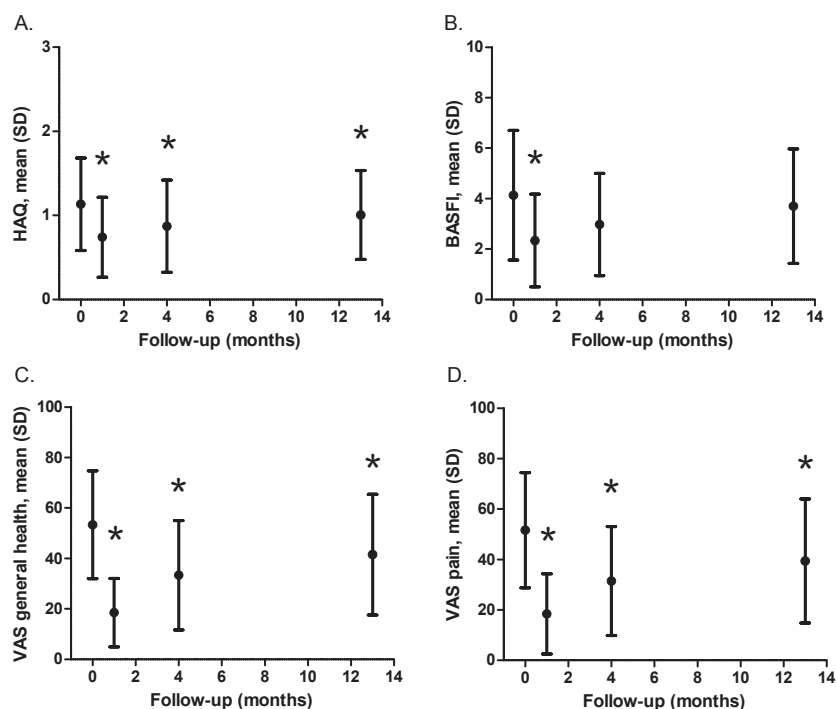 A.
HAQ, mean (SD)
3
2
1
0
* * *
0 2 4 6 8 10 12 14
Follow-up (months)
B.
BASFI, mean (SD)
10
8
6
4
2
0
*
0 2 4 6 8 10 12 14
Follow-up (months)
C.
VAS general health, mean (SD)
100
80
60
40
20
0
* * *
0 2 4 6 8 10 12 14
Follow-up (months)
D.
VAS pain, mean (SD)
100
80
60
40
20
0
* * *
0 2 4 6 8 10 12 14
Follow-up (months)